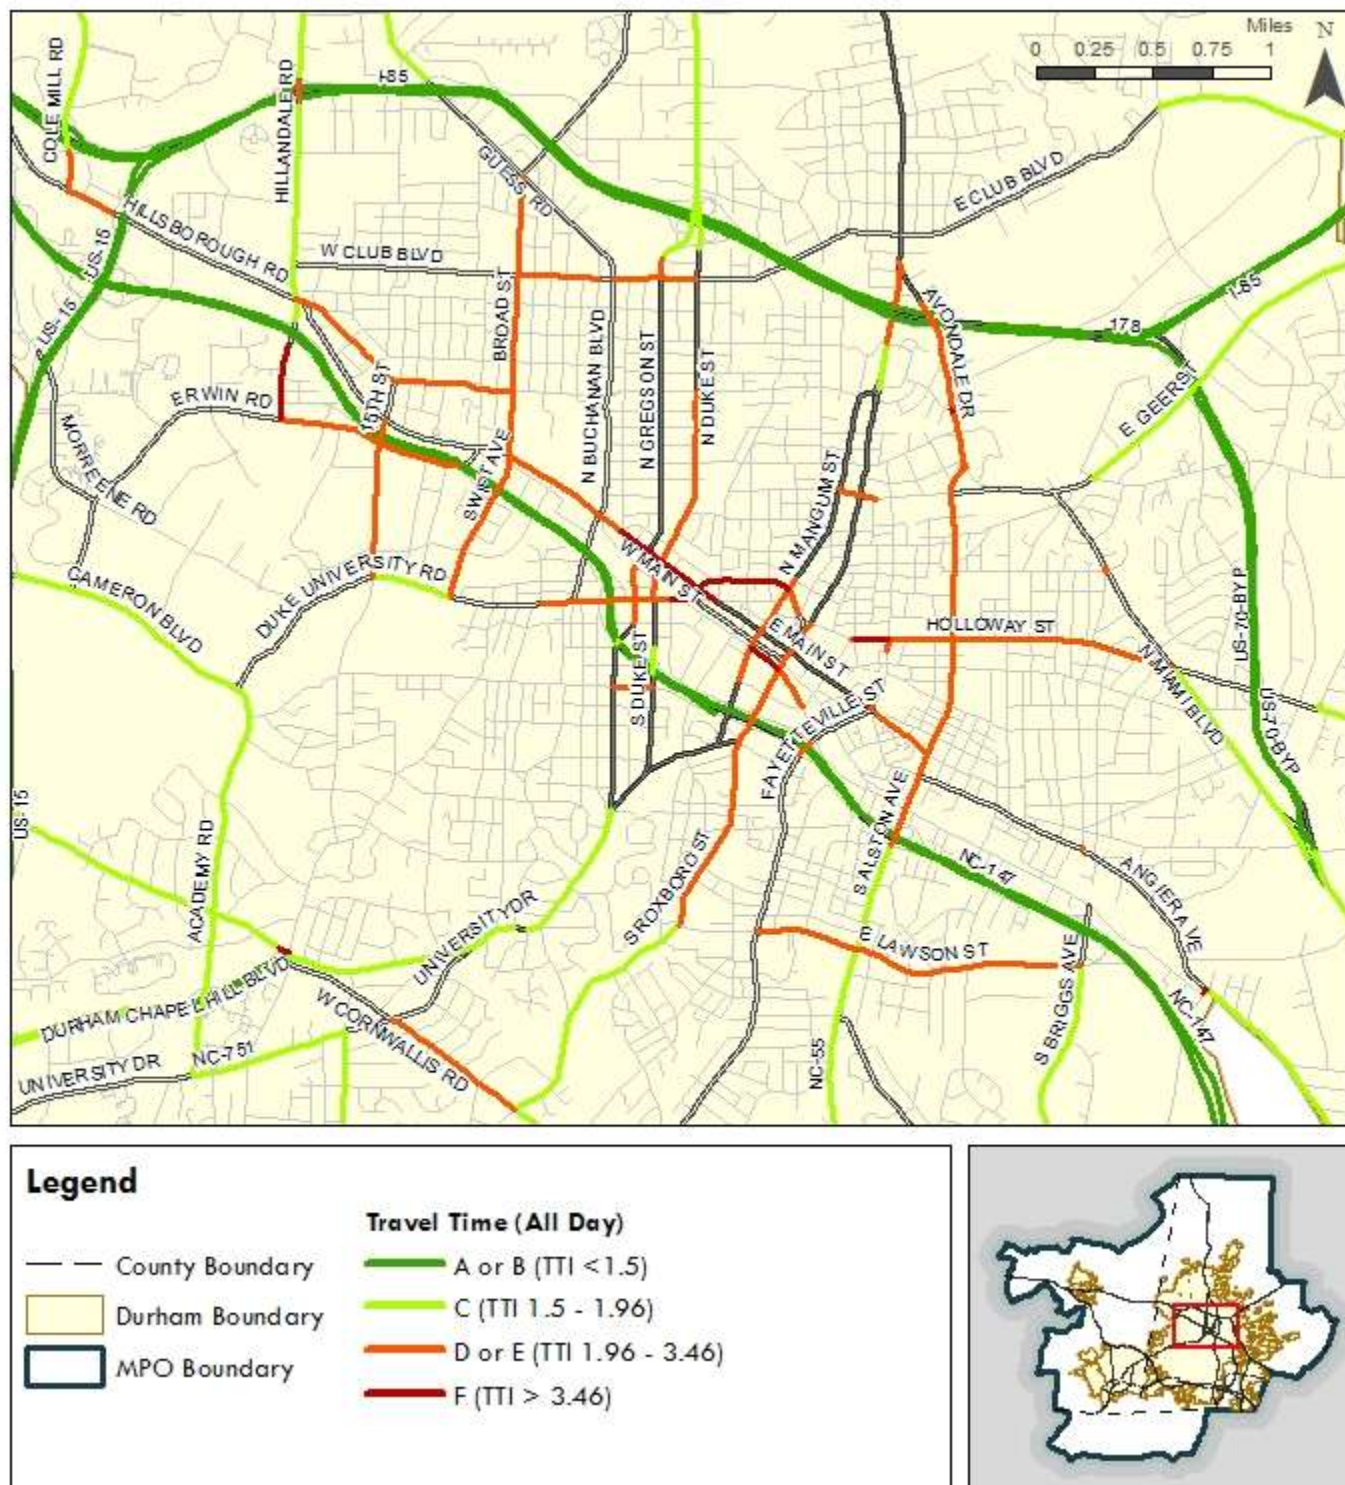 Miles
N
0 0.25 0.5 0.75 1
COLE MILL RD
HILLANDALE RD
I-85
GUESS RD
E CLUB BLVD
HILLSBOROUGH RD
US-15
W CLUB BLVD
BROAD ST
N BUCHANAN BLVD
N GREGSON ST
N DUKE ST
AVONDALE DR
178
I-85
US-15
ERWIN RD
15TH ST
E GEER ST
MORREENE RD
SWIFT AVE
N MANGUM ST
CAMERON BLVD
DUKE UNIVERSITY RD
W MAIN ST
E MAIN ST
HOLLOWAY ST
US-70-BYP
N MIAMI BLVD
S DUKE ST
FAYETTEVILLE ST
US-70-BYP
US-15
ACADEMY RD
S ROXBORO ST
S ALSTON AVE
NC-147
ANGIER AVE
UNIVERSITY DR
E LAWSON ST
DURHAM CHAPEL HILL BLVD
W CORNWALLIS RD
S BRIGGS AVE
NC-147
NC-751
UNIVERSITY DR
NC-55
Legend
County Boundary
Durham Boundary
MPO Boundary
Travel Time (All Day)
A or B (TTI <1.5)
C (TTI 1.5 - 1.96)
D or E (TTI 1.96 - 3.46)
F (TTI > 3.46)